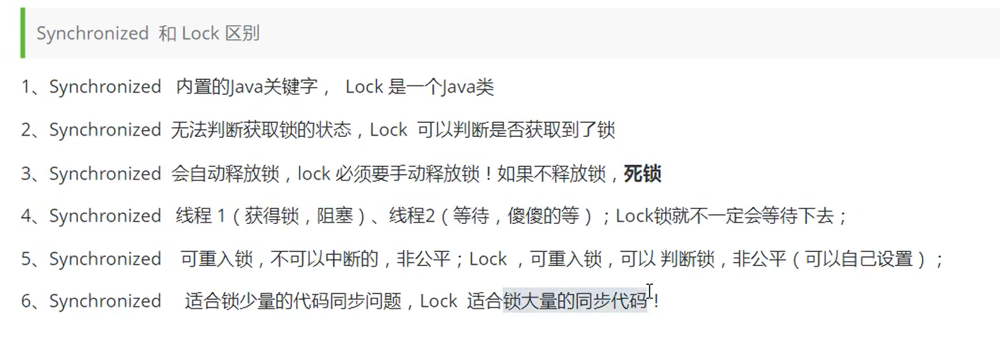 Synchronized 和 Lock 区别
1、Synchronized 内置的Java关键字， Lock 是一个Java类
2、Synchronized 无法判断获取锁的状态，Lock 可以判断是否获取到了锁
3、Synchronized 会自动释放锁，lock 必须要手动释放锁！如果不释放锁，死锁
4、Synchronized 线程 1（获得锁，阻塞）、线程2（等待，傻傻的等）；Lock锁就不一定会等待下去；
5、Synchronized 可重入锁，不可以中断的，非公平；Lock ，可重入锁，可以 判断锁，非公平（可以自己设置）；
6、Synchronized 适合锁少量的代码同步问题，Lock 适合锁大量的同步代码！